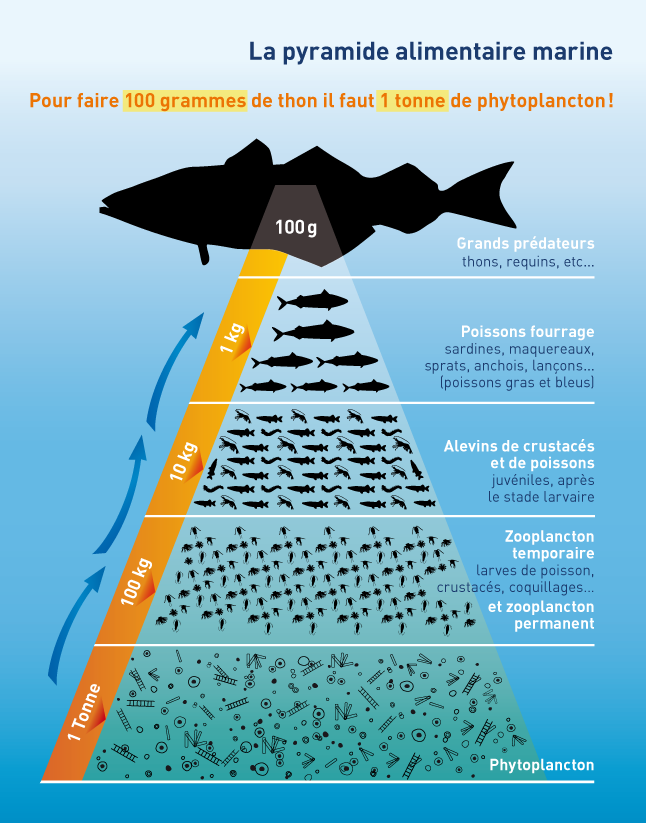 La pyramide alimentaire marine
Pour faire 100 grammes de thon il faut 1 tonne de phytoplancton !
100 g
Grands prédateurs
thons, requins, etc...
1 kg
Poissons fourrage
sardines, maquereaux,
sprats, anchois, lançons...
(poissons gras et bleus)
10 kg
Alevins de crustacés
et de poissons
juvéniles, après
le stade larvaire
100 kg
Zooplancton
temporaire
larves de poisson,
crustacés, coquillages...
et zooplancton
permanent
1 Tonne
Phytoplancton